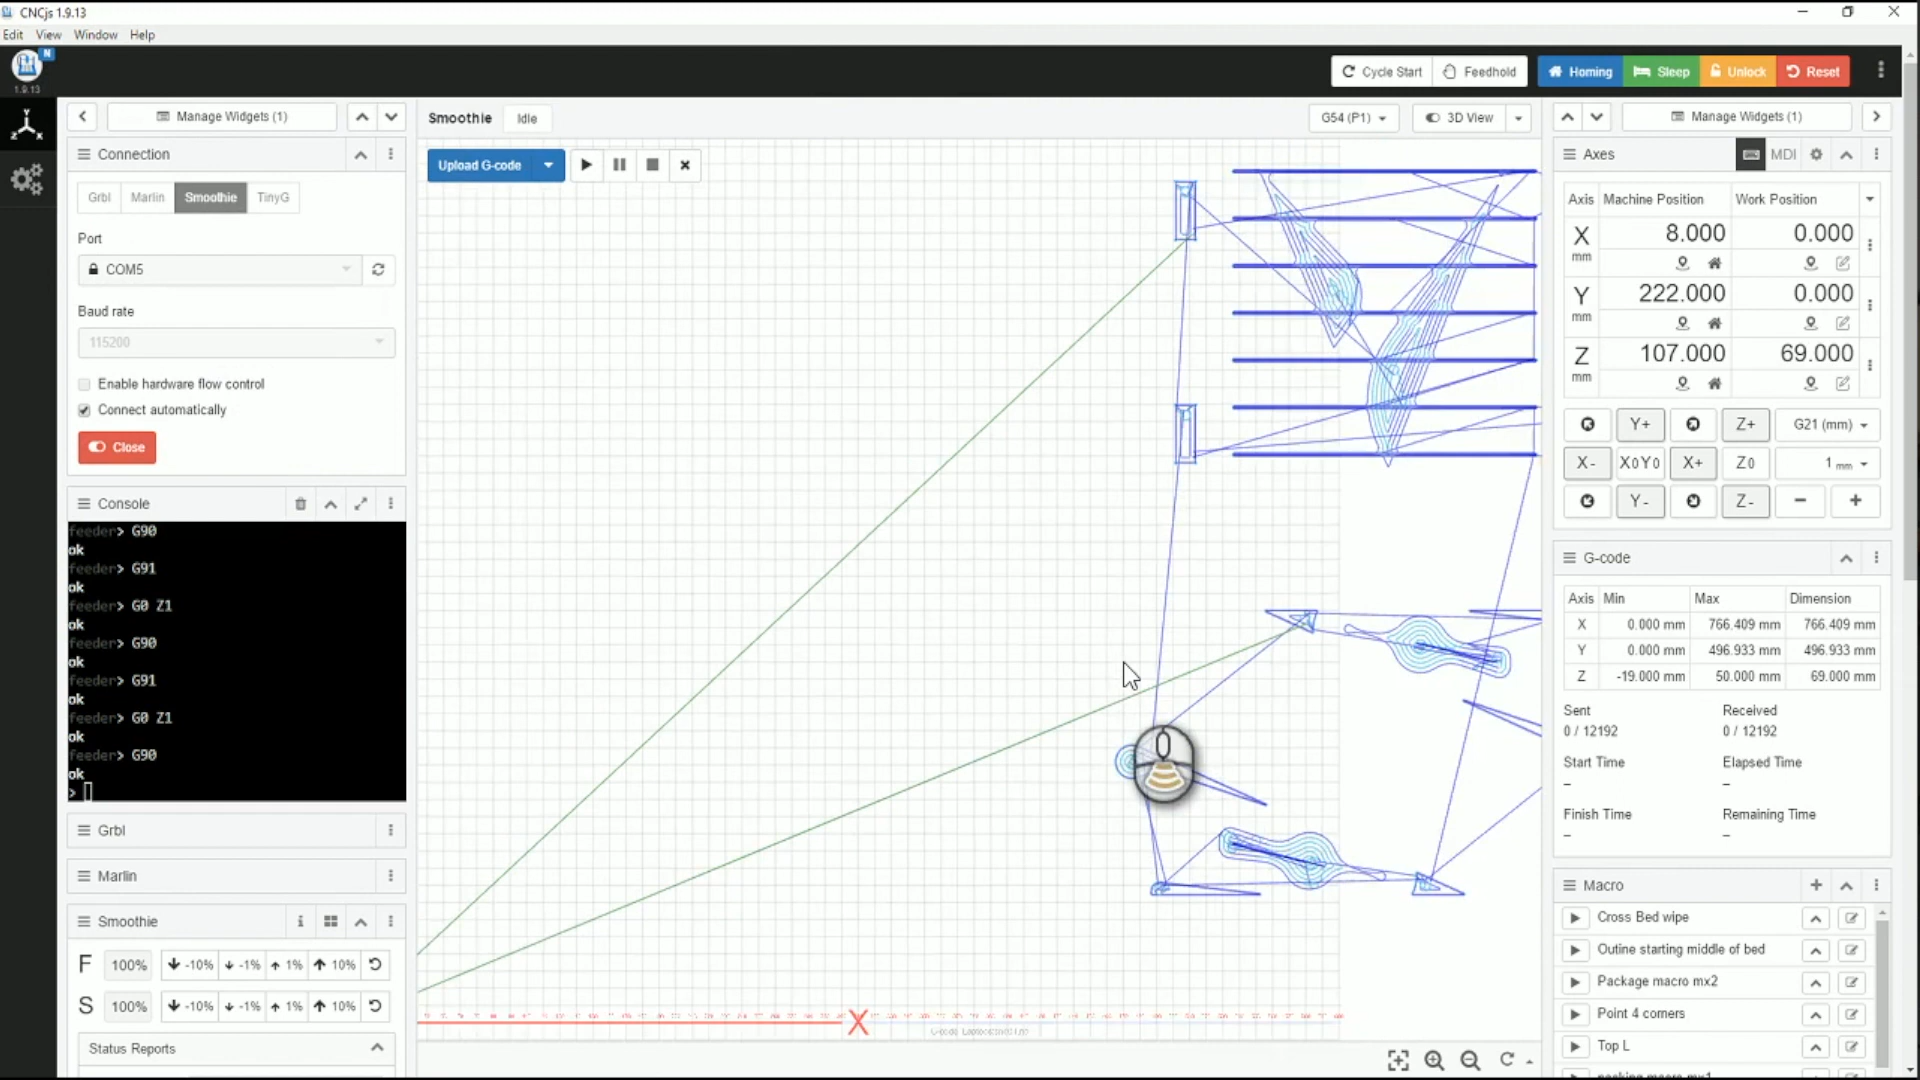 CNCjs 1.9.13
Edit View Window Help
N
1.9.13
Cycle Start Feedhold Homing Sleep Unlock Reset
Manage Widgets (1)
Connection
Grbl Marlin Smoothie TinyG
Port
COM5
Baud rate
115200
Enable hardware flow control
Connect automatically
Close
Console
feeder> G90
ok
feeder> G91
ok
feeder> G0 Z1
ok
feeder> G90
ok
feeder> G91
ok
feeder> G0 Z1
ok
feeder> G90
ok
>
Grbl
Marlin
Smoothie
F 100% -10% -1% 1% 10%
S 100% -10% -1% 1% 10%
Status Reports
Smoothie Idle
G54 (P1) 3D View
Upload G-code
X
Manage Widgets (1)
Axes MDI
Axis Machine Position Work Position
X mm 8.000 0.000
Y mm 222.000 0.000
Z mm 107.000 69.000
Y+ Z+ G21 (mm)
X- X0Y0 X+ Z0 1 mm
Y- Z- − +
G-code
Axis Min Max Dimension
X 0.000 mm 766.409 mm 766.409 mm
Y 0.000 mm 496.933 mm 496.933 mm
Z -19.000 mm 50.000 mm 69.000 mm
Sent Received
0 / 12192 0 / 12192
Start Time Elapsed Time
– –
Finish Time Remaining Time
– –
Macro
Cross Bed wipe
Outine starting middle of bed
Package macro mx2
Point 4 corners
Top L